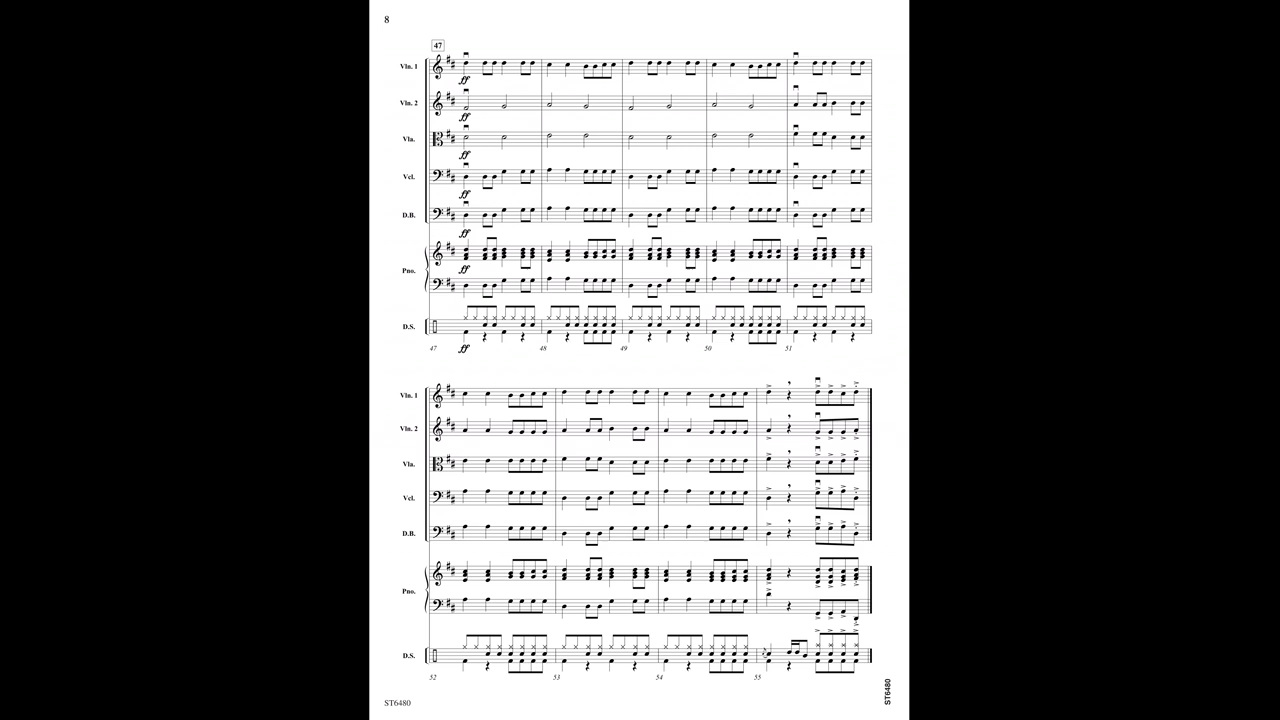 8
47
Vln. 1
ff
Vln. 2
ff
Vla.
ff
Vcl.
ff
D.B.
ff
Pno.
ff
D.S.
ff
47 48 49 50 51
Vln. 1
Vln. 2
Vla.
Vcl.
D.B.
Pno.
D.S.
52 53 54 55
ST6480
ST6480